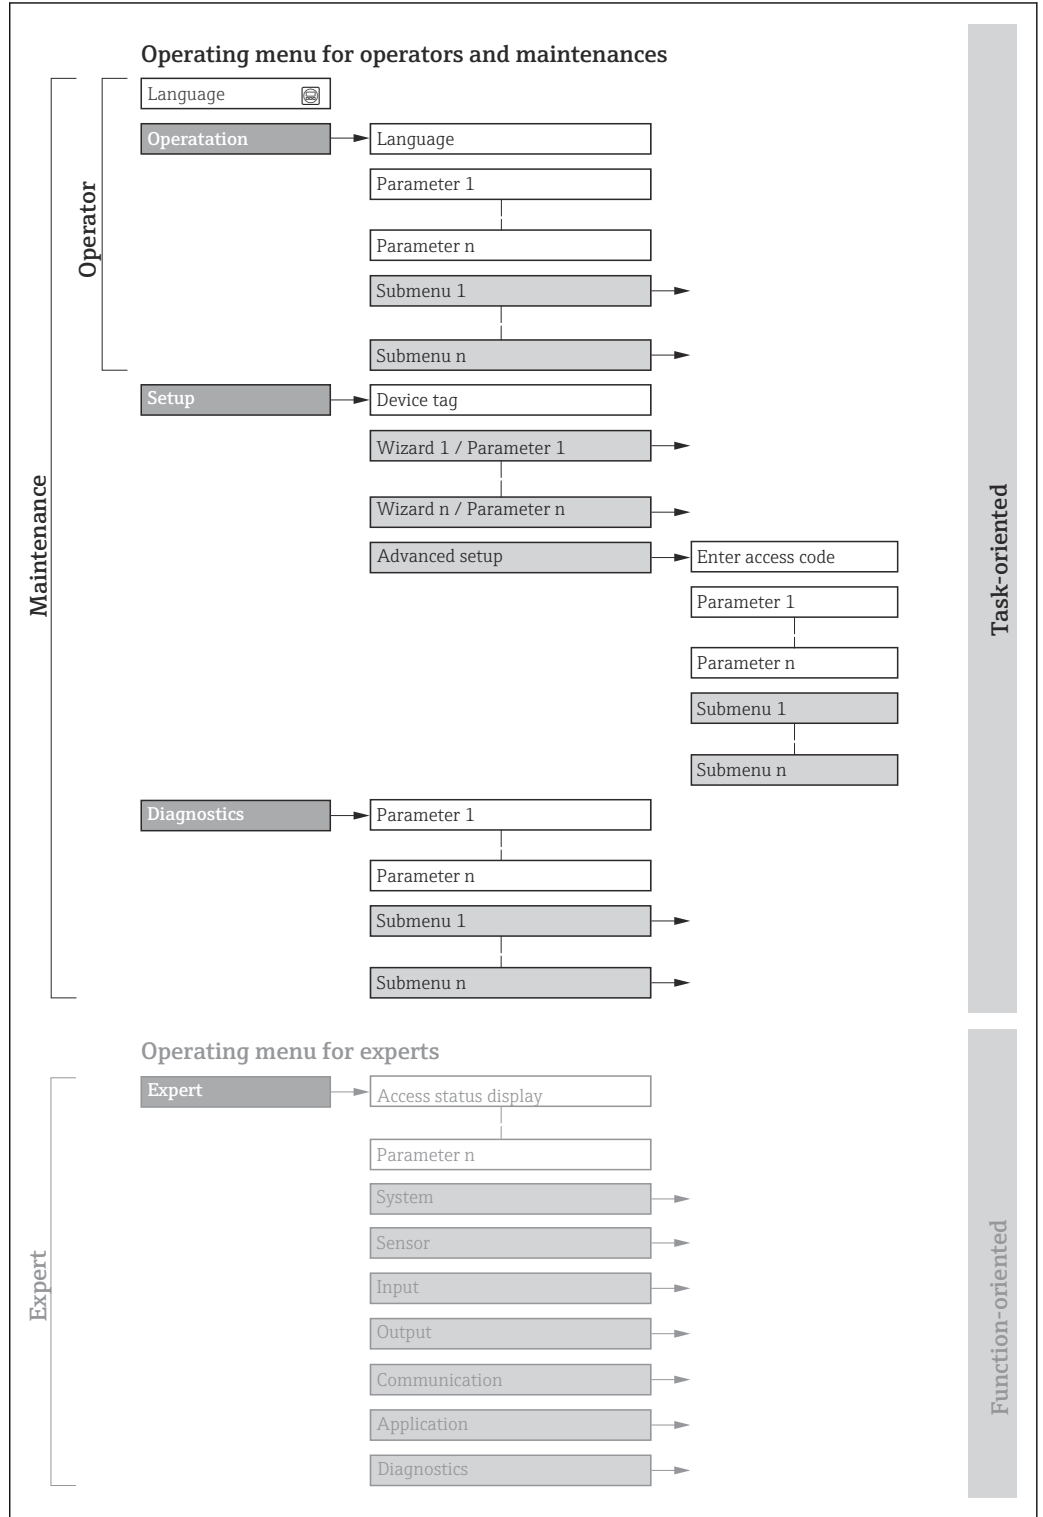 Operating menu for operators and maintenances
Language
Operatation
Language
Parameter 1
Parameter n
Submenu 1
Submenu n
Operator
Setup
Device tag
Wizard 1 / Parameter 1
Wizard n / Parameter n
Advanced setup
Enter access code
Parameter 1
Parameter n
Submenu 1
Submenu n
Maintenance
Task-oriented
Diagnostics
Parameter 1
Parameter n
Submenu 1
Submenu n
Operating menu for experts
Expert
Access status display
Parameter n
System
Sensor
Input
Output
Communication
Application
Diagnostics
Expert
Function-oriented